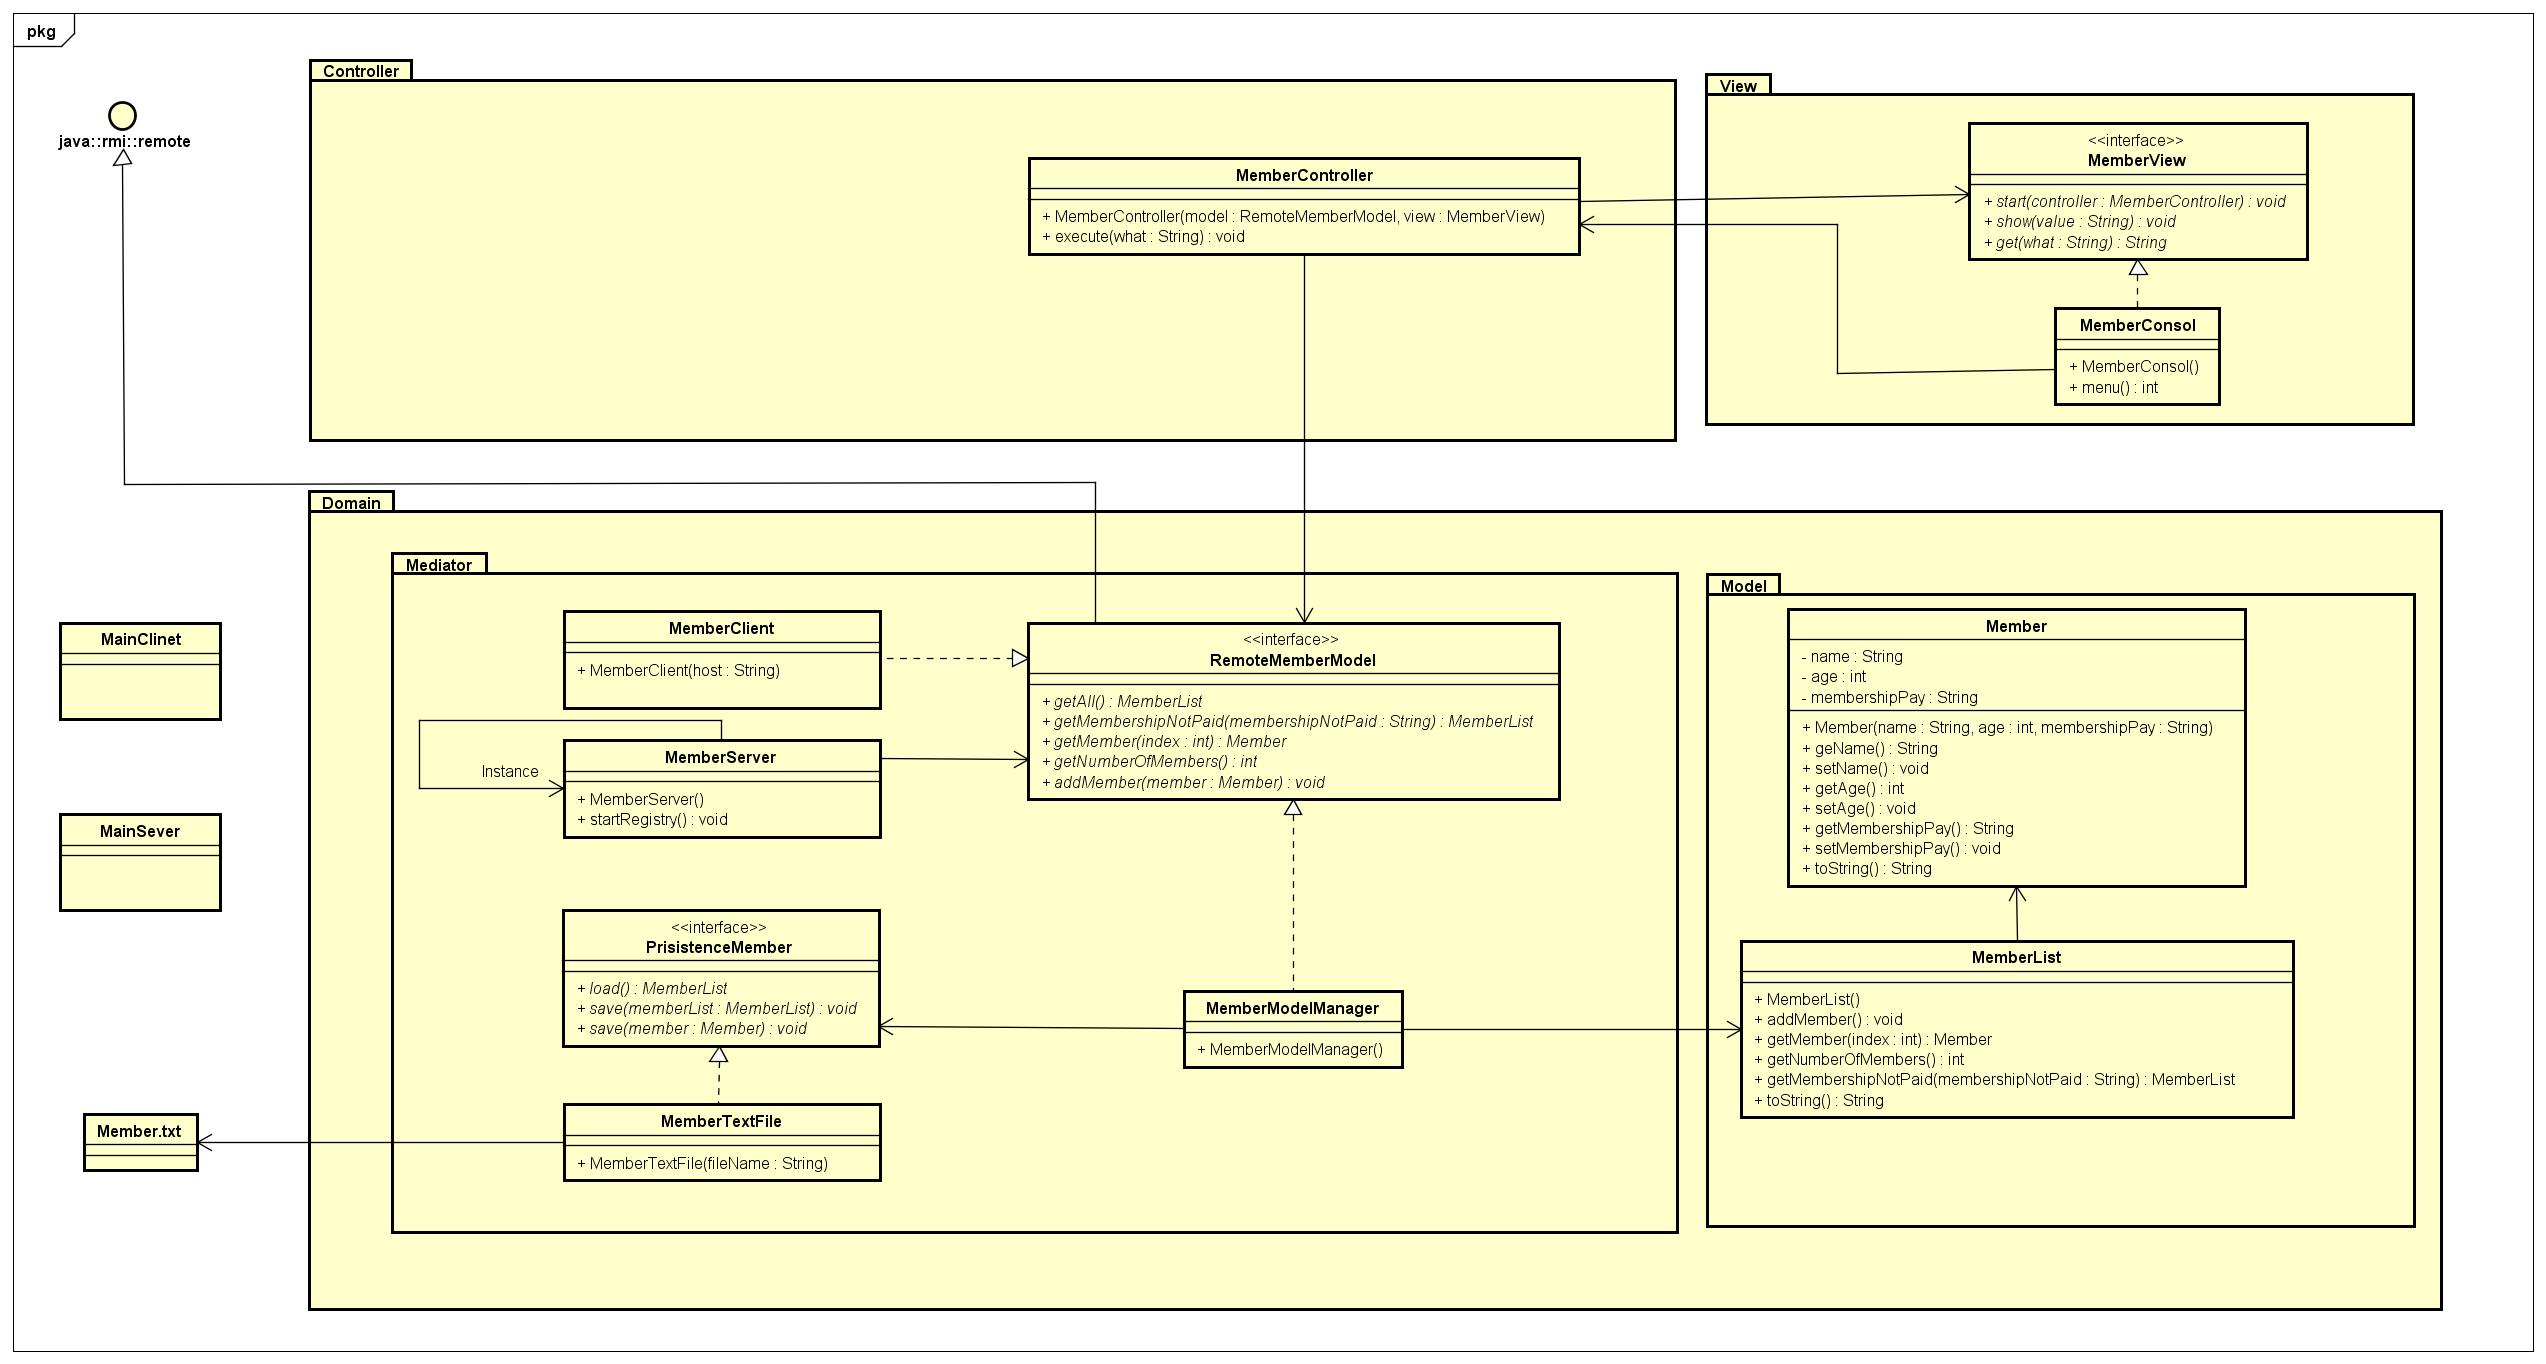 pkg
java::rmi::remote
Controller
MemberController
+ MemberController(model : RemoteMemberModel, view : MemberView)
+ execute(what : String) : void
View
<<interface>>
MemberView
+ start(controller : MemberController) : void
+ show(value : String) : void
+ get(what : String) : String
MemberConsol
+ MemberConsol()
+ menu() : int
Domain
Mediator
MemberClient
+ MemberClient(host : String)
MemberServer
+ MemberServer()
+ startRegistry() : void
Instance
<<interface>>
RemoteMemberModel
+ getAll() : MemberList
+ getMembershipNotPaid(membershipNotPaid : String) : MemberList
+ getMember(index : int) : Member
+ getNumberOfMembers() : int
+ addMember(member : Member) : void
<<interface>>
PrisistenceMember
+ load() : MemberList
+ save(memberList : MemberList) : void
+ save(member : Member) : void
MemberModelManager
+ MemberModelManager()
MemberTextFile
+ MemberTextFile(fileName : String)
Model
Member
- name : String
- age : int
- membershipPay : String
+ Member(name : String, age : int, membershipPay : String)
+ geName() : String
+ setName() : void
+ getAge() : int
+ setAge() : void
+ getMembershipPay() : String
+ setMembershipPay() : void
+ toString() : String
MemberList
+ MemberList()
+ addMember() : void
+ getMember(index : int) : Member
+ getNumberOfMembers() : int
+ getMembershipNotPaid(membershipNotPaid : String) : MemberList
+ toString() : String
MainClinet
MainSever
Member.txt